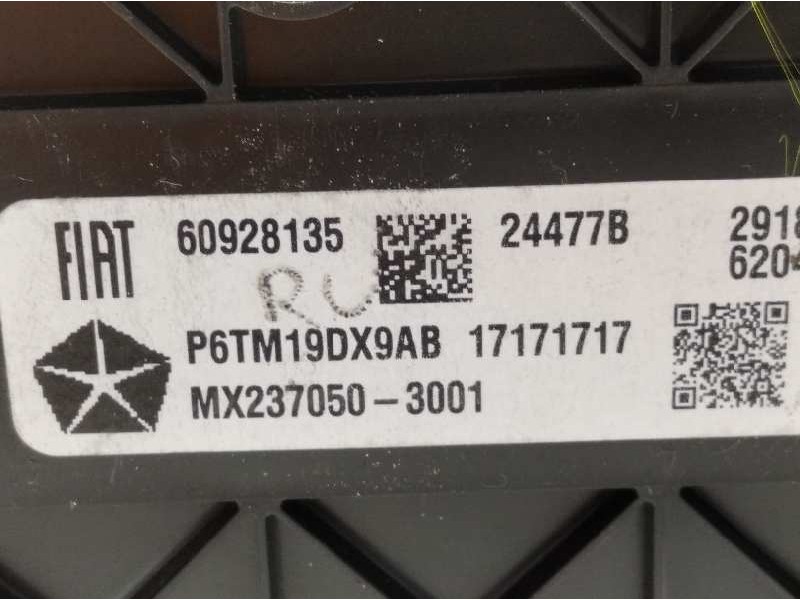 FIAT 60928135 24477B 2918
620
RU
P6TM19DX9AB 17171717
MX237050-3001